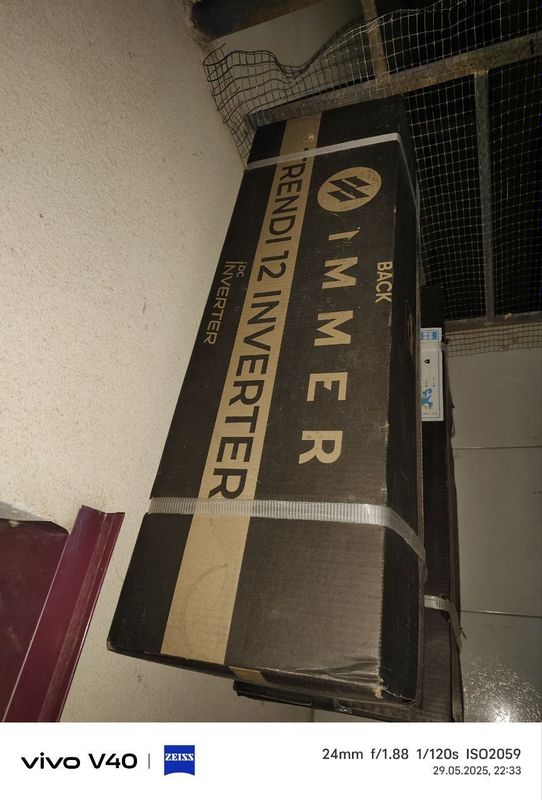 IMMER
BACK
TRENDI 12 INVERTER
DC
INVERTER
vivo V40
ZEISS
24mm f/1.88 1/120s ISO2059
29.05.2025, 22:33